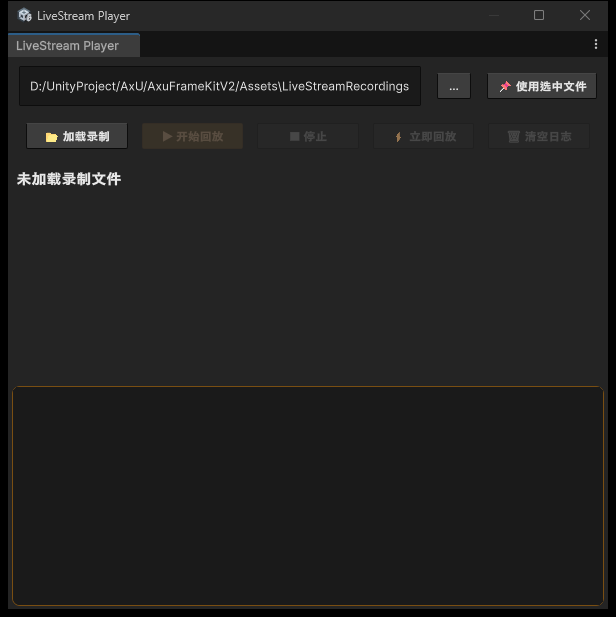 LiveStream Player
LiveStream Player
D:/UnityProject/AxU/AxuFrameKitV2/Assets\LiveStreamRecordings ... 📌 使用选中文件
📂 加载录制 ▶ 开始回放 ■ 停止 ⚡ 立即回放 🗑 清空日志
未加载录制文件